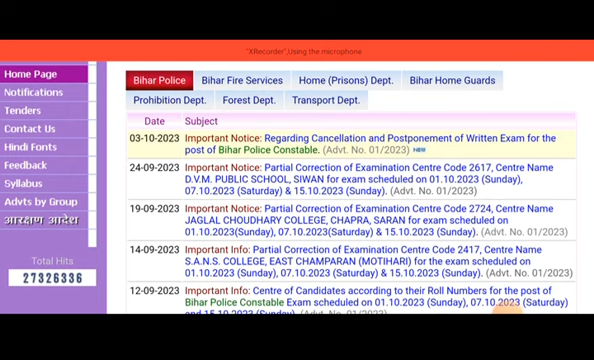 "XRecorder",Using the microphone
Home Page
Notifications
Tenders
Contact Us
Hindi Fonts
Feedback
Syllabus
Advts by Group
आरक्षण आदेश
Total Hits
27326336
Bihar Police
Bihar Fire Services
Home (Prisons) Dept.
Bihar Home Guards
Prohibition Dept.
Forest Dept.
Transport Dept.
Date Subject
03-10-2023 Important Notice: Regarding Cancellation and Postponement of Written Exam for the
post of Bihar Police Constable. (Advt. No. 01/2023) NEW
24-09-2023 Important Notice: Partial Correction of Examination Centre Code 2617, Centre Name
D.V.M. PUBLIC SCHOOL, SIWAN for exam scheduled on 01.10.2023 (Sunday),
07.10.2023 (Saturday) & 15.10.2023 (Sunday). (Advt. No. 01/2023)
19-09-2023 Important Notice: Partial Correction of Examination Centre Code 2724, Centre Name
JAGLAL CHOUDHARY COLLEGE, CHAPRA, SARAN for exam scheduled on
01.10.2023(Sunday), 07.10.2023(Saturday) & 15.10.2023 (Sunday). (Advt. No. 01/2023)
14-09-2023 Important Info: Partial Correction of Examination Centre Code 2417, Centre Name
S.A.N.S. COLLEGE, EAST CHAMPARAN (MOTIHARI) for the exam scheduled on
01.10.2023 (Sunday), 07.10.2023 (Saturday) & 15.10.2023 (Sunday). (Advt. No. 01/2023)
12-09-2023 Important Info: Centre of Candidates according to their Roll Numbers for the post of
Bihar Police Constable Exam scheduled on 01.10.2023 (Sunday), 07.10.2023 (Saturday)
and 15.10.2023 (Sunday). (Advt. No. 01/2023)